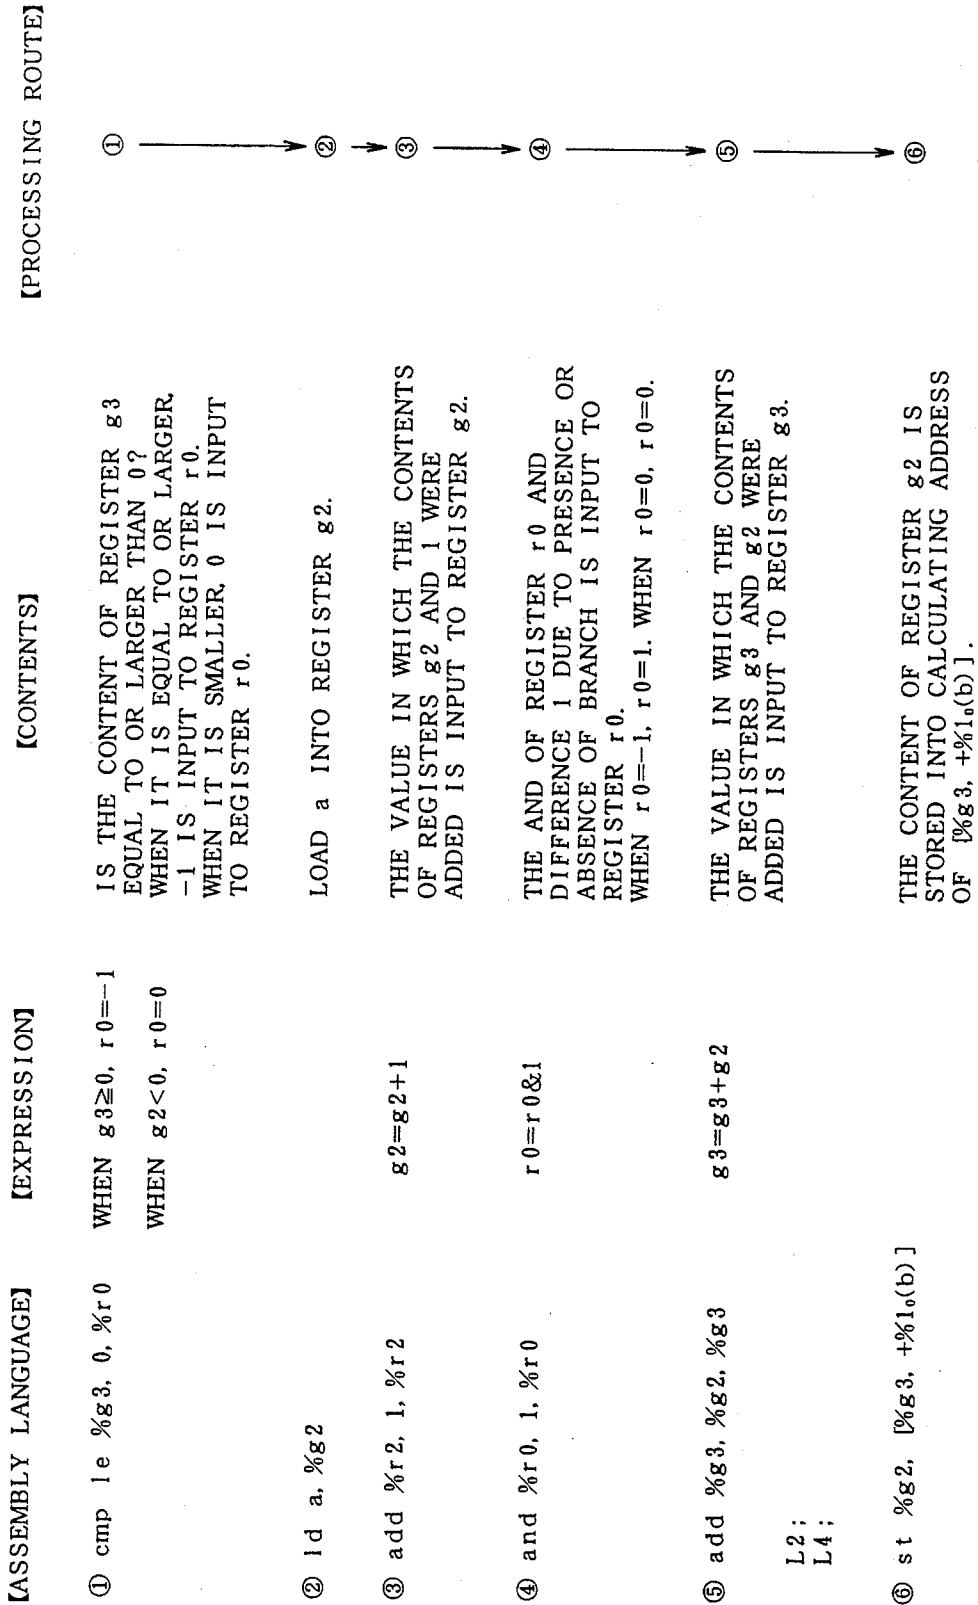 【ASSEMBLY LANGUAGE】 【EXPRESSION】 【CONTENTS】 【PROCESSING ROUTE】
① cmp le %g3, 0, %r0
WHEN g3≧0, r0=−1
WHEN g2<0, r0=0
IS THE CONTENT OF REGISTER g3
EQUAL TO OR LARGER THAN 0?
WHEN IT IS EQUAL TO OR LARGER,
−1 IS INPUT TO REGISTER r0.
WHEN IT IS SMALLER, 0 IS INPUT
TO REGISTER r0.
①
② ld a, %g2
LOAD a INTO REGISTER g2.
②
③ add %r2, 1, %r2
g2=g2+1
THE VALUE IN WHICH THE CONTENTS
OF REGISTERS g2 AND 1 WERE
ADDED IS INPUT TO REGISTER g2.
③
④ and %r0, 1, %r0
r0=r0&1
THE AND OF REGISTER r0 AND
DIFFERENCE 1 DUE TO PRESENCE OR
ABSENCE OF BRANCH IS INPUT TO
REGISTER r0.
WHEN r0=−1, r0=1. WHEN r0=0, r0=0.
④
⑤ add %g3, %g2, %g3
g3=g3+g2
THE VALUE IN WHICH THE CONTENTS
OF REGISTERS g3 AND g2 WERE
ADDED IS INPUT TO REGISTER g3.
⑤
L2;
L4;
⑥ st %g2, [%g3, +%l₀(b)]
THE CONTENT OF REGISTER g2 IS
STORED INTO CALCULATING ADDRESS
OF [%g3, +%l₀(b)].
⑥